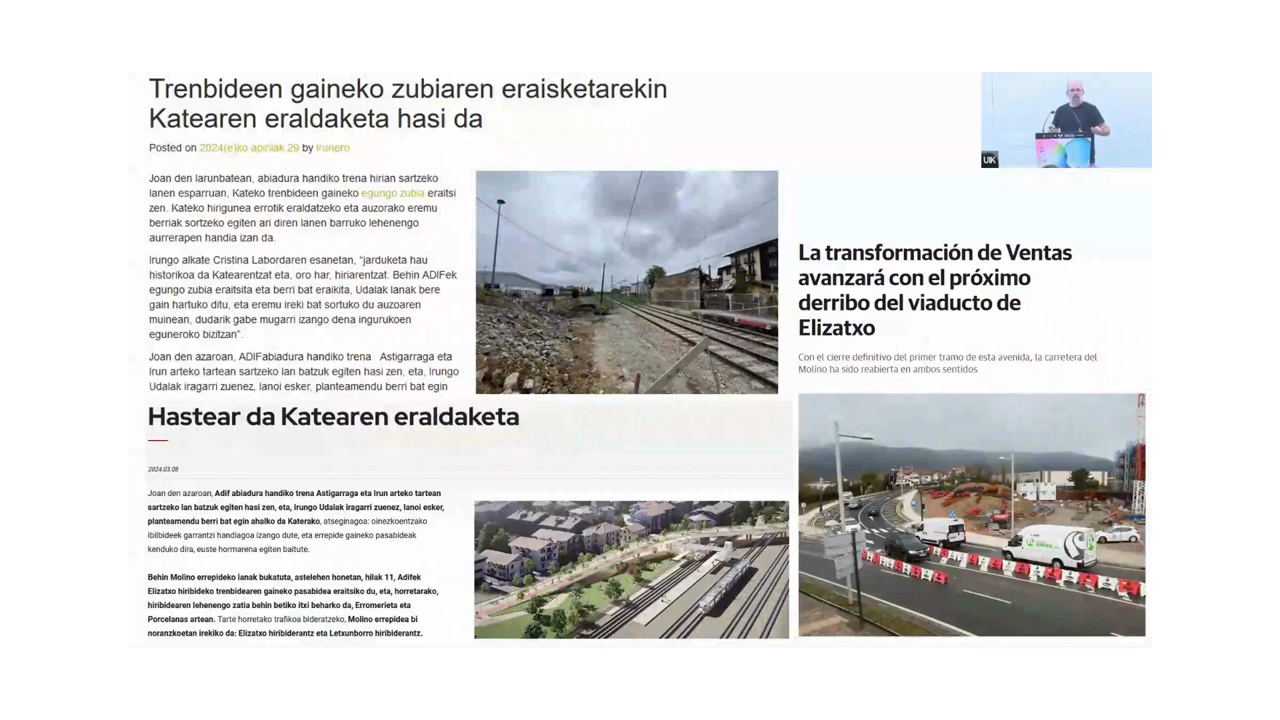 Trenbideen gaineko zubiaren eraisketarekin
Katearen eraldaketa hasi da
Posted on 2024(e)ko apirilak 29 by Irunero
Joan den larunbatean, abiadura handiko trena hirian sartzeko
lanen esparruan, Kateko trenbideen gaineko egungo zubia eraitsi
zen. Kateko hirigunea errotik eraldatzeko eta auzorako eremu
berriak sortzeko egiten ari diren lanen barruko lehenengo
aurrerapen handia izan da.
Irungo alkate Cristina Labordaren esanetan, “jarduketa hau
historikoa da Katearentzat eta, oro har, hiriarentzat. Behin ADIFek
egungo zubia eraitsita eta berri bat eraikita, Udalak lanak bere
gain hartuko ditu, eta eremu ireki bat sortuko du auzoaren
muinean, dudarik gabe mugarri izango dena ingurukoen
eguneroko bizitzan”.
Joan den azaroan, ADIFabiadura handiko trena Astigarraga eta
Irun arteko tartean sartzeko lan batzuk egiten hasi zen, eta, Irungo
Udalak iragarri zuenez, lanoi esker, planteamendu berri bat egin
Hastear da Katearen eraldaketa
2024.03.08
Joan den azaroan, Adif abiadura handiko trena Astigarraga eta Irun arteko tartean
sartzeko lan batzuk egiten hasi zen, eta, Irungo Udalak iragarri zuenez, lanoi esker,
planteamendu berri bat egin ahalko da Katerako, atseginagoa: oinezkoentzako
ibilbideek garrantzi handiagoa izango dute, eta errepide gaineko pasabideak
kenduko dira, euste hormarena egiten baitute.
Behin Molino errepideko lanak bukatuta, astelehen honetan, hilak 11, Adifek
Elizatxo hiribideko trenbidearen gaineko pasabidea eraitsiko du, eta, horretarako,
hiribidearen lehenengo zatia behin betiko itxi beharko da, Erromerieta eta
Porcelanas artean. Tarte horretako trafikoa bideratzeko, Molino errepidea bi
noranzkoetan irekiko da: Elizatxo hiribiderantz eta Letxunborro hiribiderantz.
UIK
La transformación de Ventas
avanzará con el próximo
derribo del viaducto de
Elizatxo
Con el cierre definitivo del primer tramo de esta avenida, la carretera del
Molino ha sido reabierta en ambos sentidos